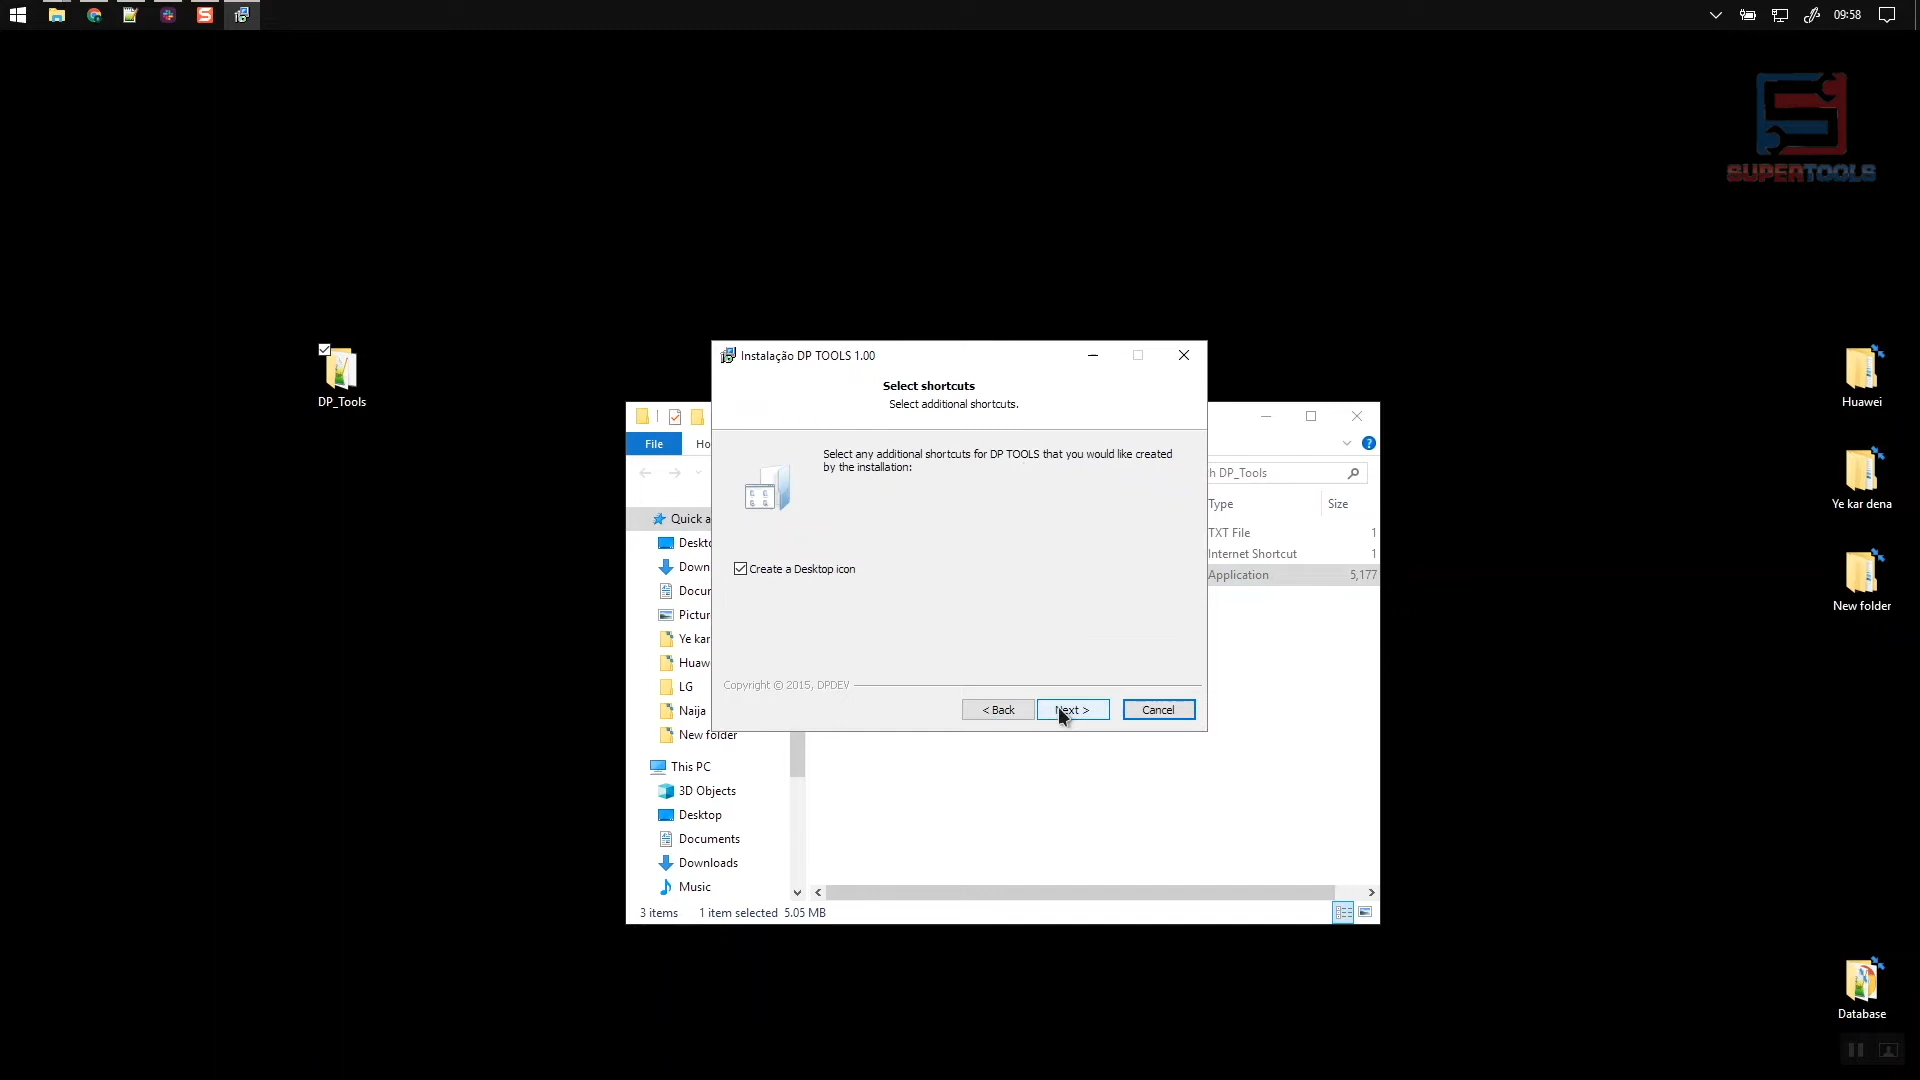 09:58
SUPERTOOLS
DP_Tools
Huawei
Ye kar dena
New folder
Database
Instalação DP TOOLS 1.00
Select shortcuts
Select additional shortcuts.
Select any additional shortcuts for DP TOOLS that you would like created
by the installation:
Create a Desktop icon
Copyright © 2015, DPDEV
< Back
Next >
Cancel
File
Ho
h DP_Tools
Type
Size
TXT File
1
Internet Shortcut
1
Application
5,177
Quick a
Deskto
Down
Docur
Pictur
Ye kar
Huaw
LG
Naija
New folder
This PC
3D Objects
Desktop
Documents
Downloads
Music
3 items
1 item selected
5.05 MB